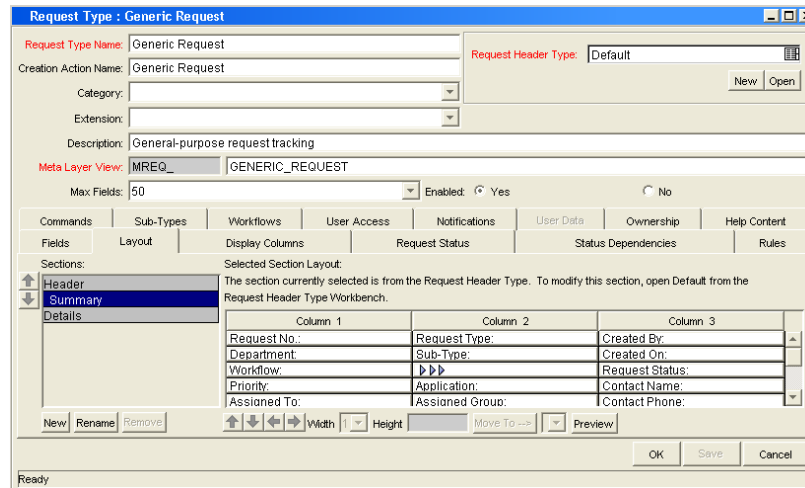 Request Type : Generic Request
Request Type Name: Generic Request
Request Header Type: Default
Creation Action Name: Generic Request
New Open
Category:
Extension:
Description: General-purpose request tracking
Meta Layer View: MREQ_ GENERIC_REQUEST
Max Fields: 50 Enabled: Yes No
Commands Sub-Types Workflows User Access Notifications User Data Ownership Help Content
Fields Layout Display Columns Request Status Status Dependencies Rules
Sections: Selected Section Layout:
Header The section currently selected is from the Request Header Type. To modify this section, open Default from the
Summary Request Header Type Workbench.
Details Column 1 Column 2 Column 3
Request No.: Request Type: Created By:
Department: Sub-Type: Created On:
Workflow: Request Status:
Priority: Application: Contact Name:
Assigned To: Assigned Group: Contact Phone:
New Rename Remove Width 1 Height Move To --> Preview
OK Save Cancel
Ready